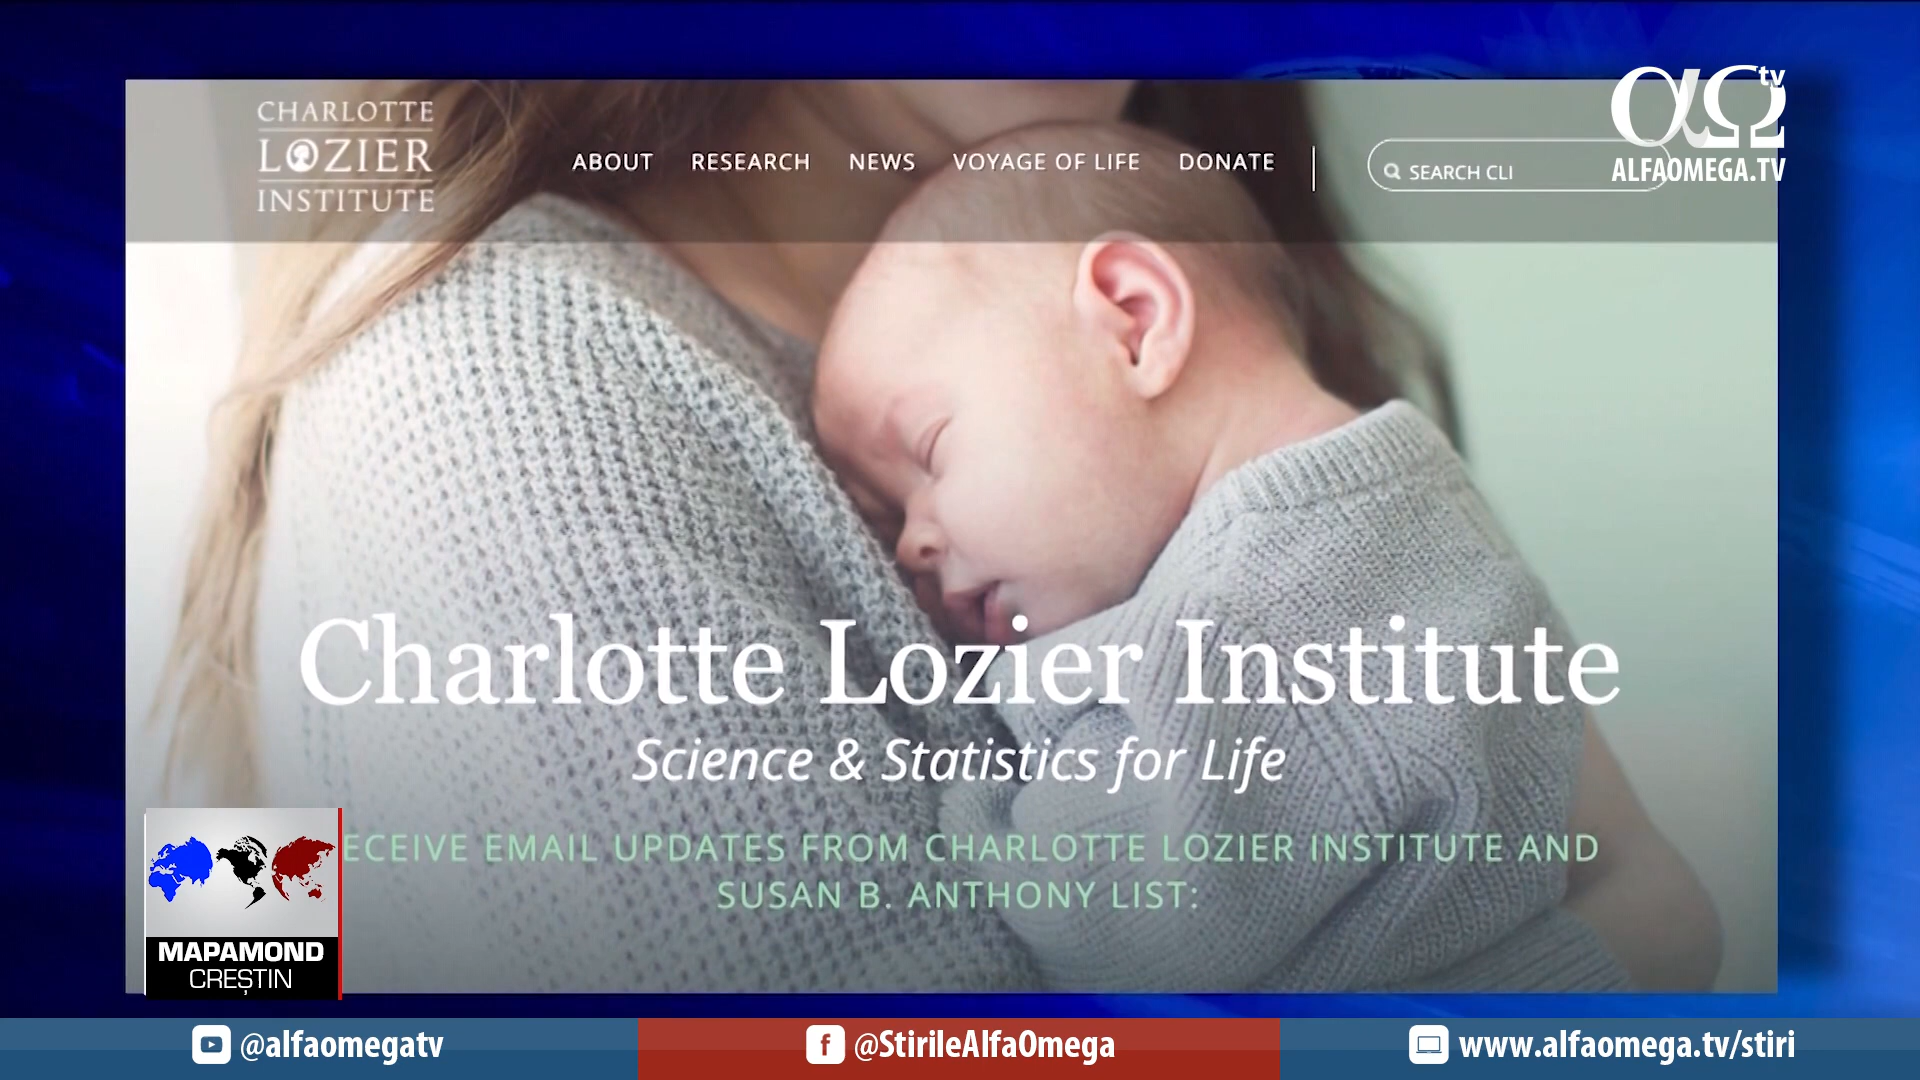 CHARLOTTE
LOZIER
INSTITUTE
ABOUT
RESEARCH
NEWS
VOYAGE OF LIFE
DONATE
SEARCH CLI
αΩ tv
ALFAOMEGA.TV
Charlotte Lozier Institute
Science & Statistics for Life
ECEIVE EMAIL UPDATES FROM CHARLOTTE LOZIER INSTITUTE AND
SUSAN B. ANTHONY LIST:
MAPAMOND
CREȘTIN
@alfaomegatv
f @StirileAlfaOmega
www.alfaomega.tv/stiri